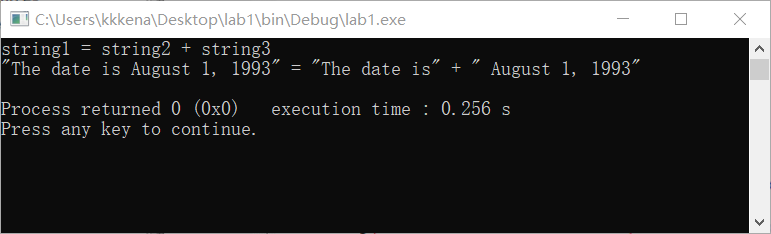 C:\Users\kkkena\Desktop\lab1\bin\Debug\lab1.exe
string1 = string2 + string3
"The date is August 1, 1993" = "The date is" + " August 1, 1993"
Process returned 0 (0x0)   execution time : 0.256 s
Press any key to continue.